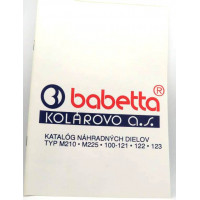 babetta®
KOLÁROVO a.s.
KATALÓG NÁHRADNÝCH DIELOV
TYP M210 • M225 • 100-121 • 122 • 123